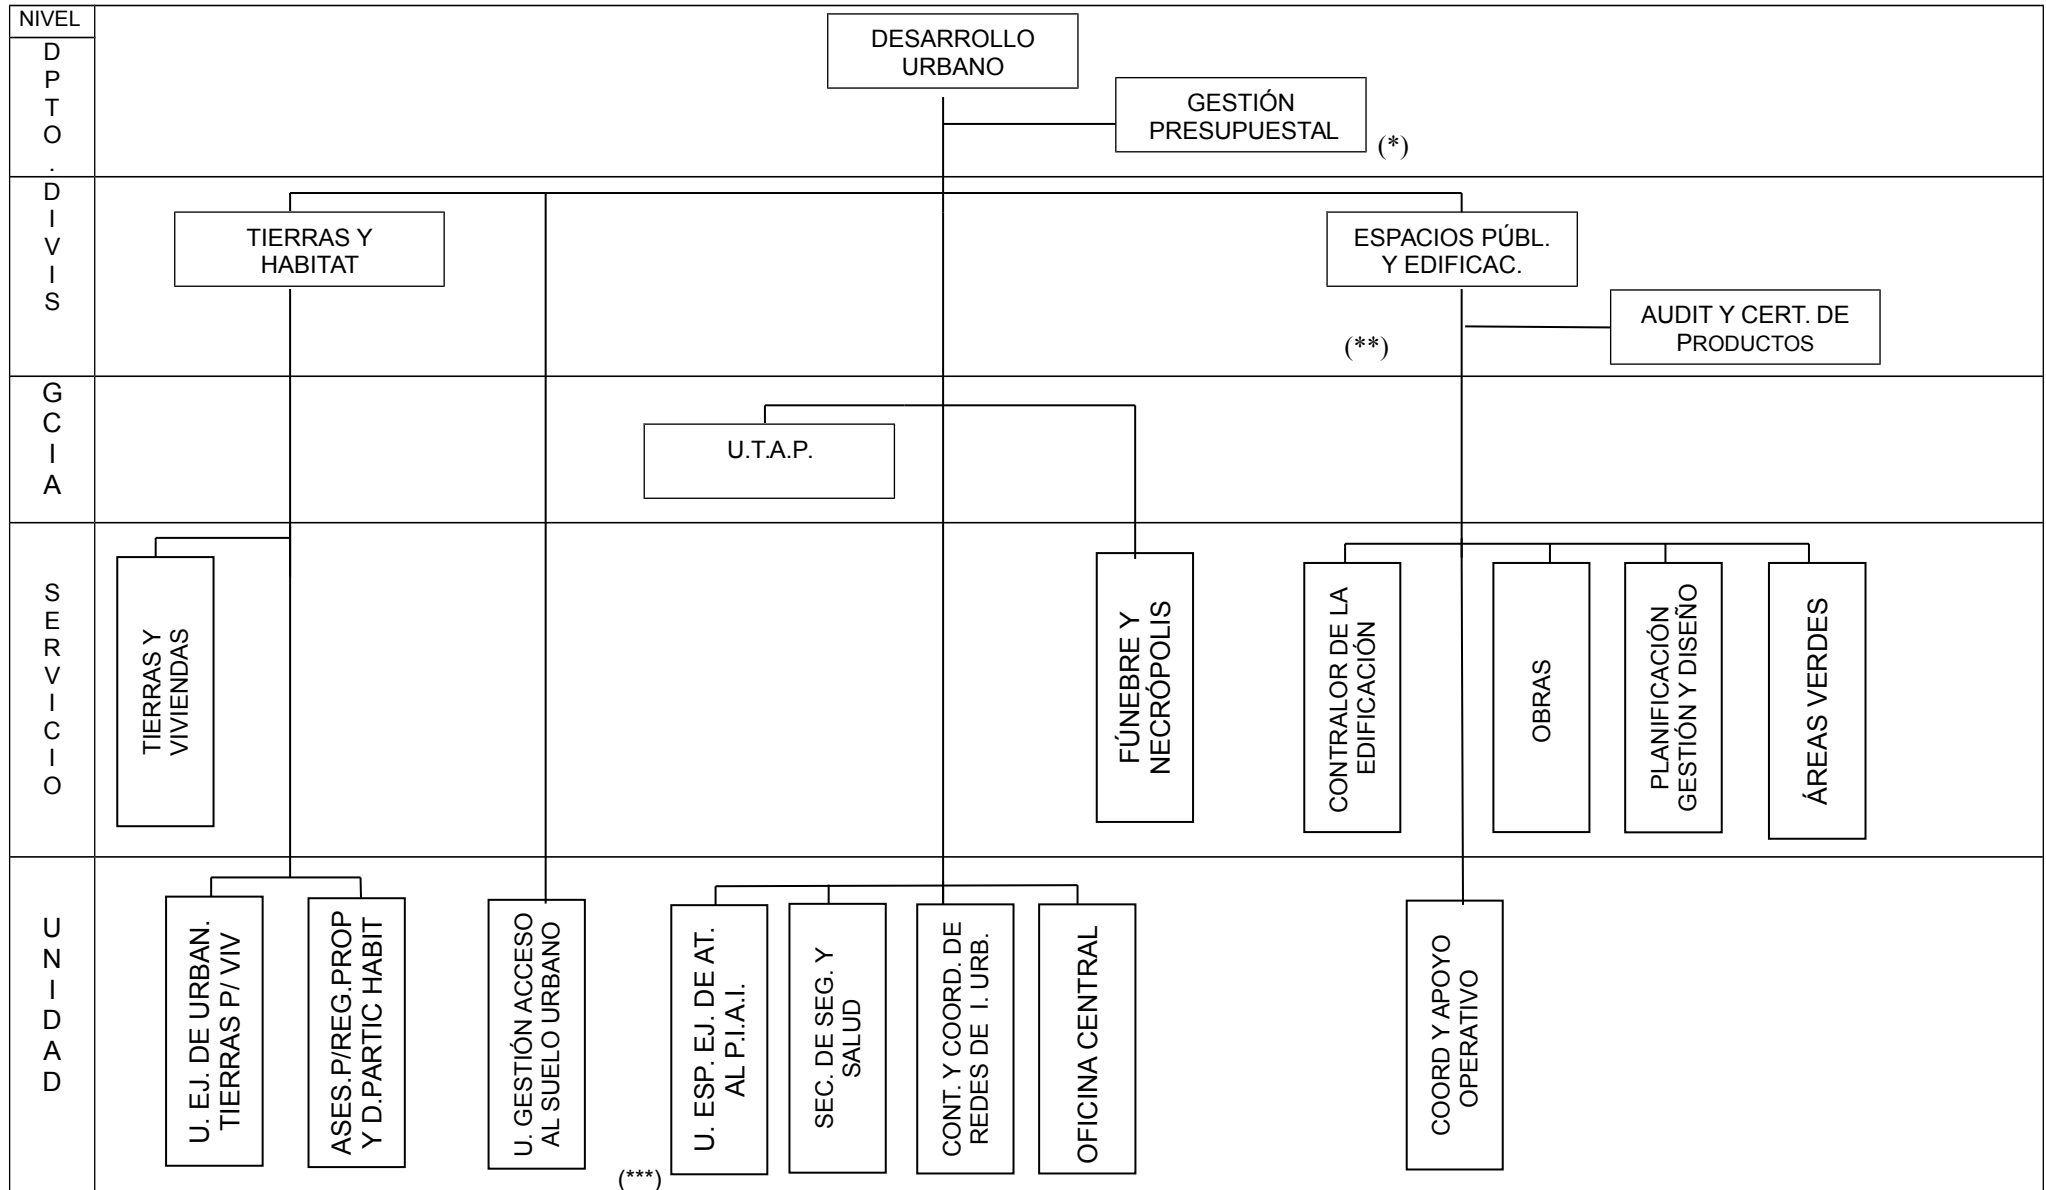 NIVEL
D
P
T
O
.
DESARROLLO
URBANO
GESTIÓN
PRESUPUESTAL
(*)
D
I
V
I
S
TIERRAS Y
HABITAT
ESPACIOS PÚBL.
Y EDIFICAC.
AUDIT Y CERT. DE
PRODUCTOS
(**)
G
C
I
A
U.T.A.P.
S
E
R
V
I
C
I
O
TIERRAS Y
VIVIENDAS
FÚNEBRE Y
NECRÓPOLIS
CONTRALOR DE LA
EDIFICACIÓN
OBRAS
PLANIFICACIÓN
GESTIÓN Y DISEÑO
ÁREAS VERDES
U
N
I
D
A
D
U. EJ. DE URBAN.
TIERRAS P/ VIV
ASES.P/REG.PROP
Y D.PARTIC HABIT
U. GESTIÓN ACCESO
AL SUELO URBANO
(***)
U. ESP. EJ. DE AT.
AL P.I.A.I.
SEC. DE SEG. Y
SALUD
CONT. Y COORD. DE
REDES DE I. URB.
OFICINA CENTRAL
COORD Y APOYO
OPERATIVO